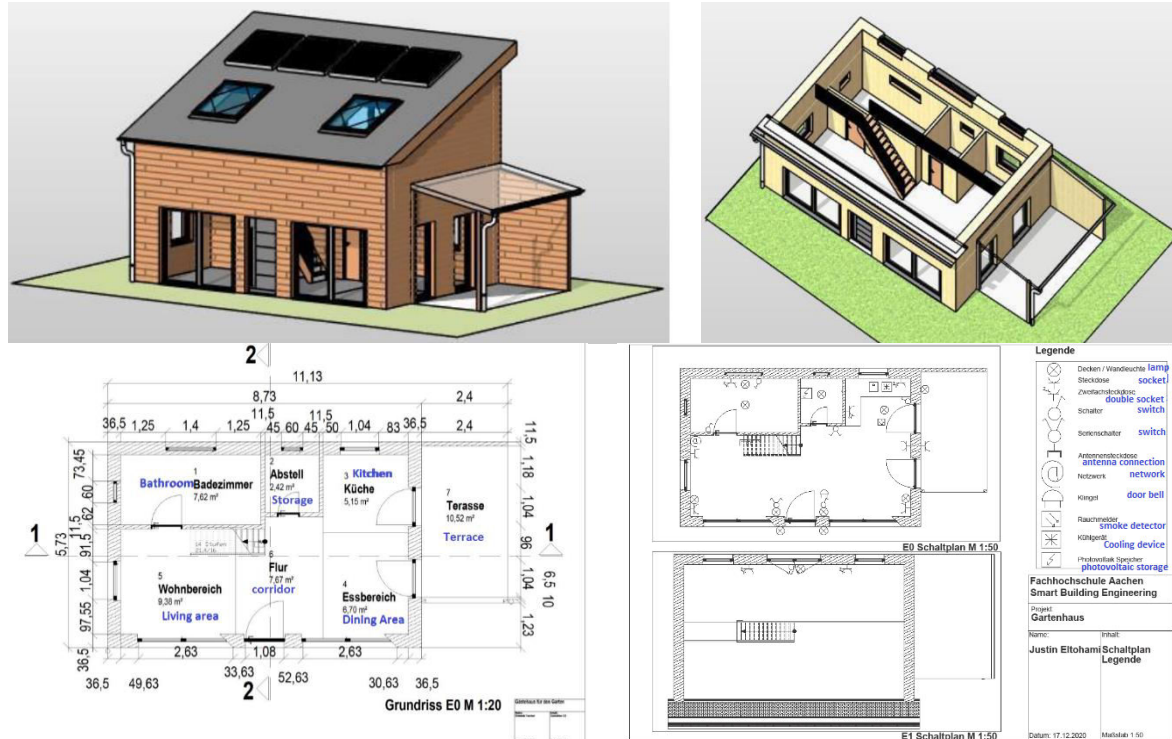 2
11,13
8,73
2,4
11,5
11,5
36,5
1,25
1,4
1,25
45
60
45
50
1,04
83
36,5
2,4
11,5
73,45
60
62
11,5
91,5
1,04
97,55
36,5
5,73
1
1
Badezimmer
Bathroom
7,62 m²
2
Abstell
2,42 m²
Storage
3
Kitchen
Küche
5,15 m²
7
Terasse
10,52 m²
Terrace
1,18
1,04
96
1,04
1,23
6,5
10
1
14 Stufen
6
Flur
7,67 m²
corridor
5
Wohnbereich
9,38 m²
Living area
4
Essbereich
6,70 m²
Dining Area
2,63
1,08
2,63
33,63
52,63
36,5
49,63
30,63
36,5
2
Grundriss E0 M 1:20
E0 Schaltplan M 1:50
E1 Schaltplan M 1:50
Legende
Decken / Wandleuchte lamp
Steckdose socket
Zweifachsteckdose
double socket
Schalter switch
Serienschalter switch
Antennensteckdose
antenna connection
Netzwerk network
Klingel door bell
Rauchmelder
smoke detector
Kühlgerät
Cooling device
Photovoltaik Speicher
photovoltaic storage
Fachhochschule Aachen
Smart Building Engineering
Projekt:
Gartenhaus
Name:
Justin Eltohami
Inhalt:
Schaltplan
Legende
Datum: 17.12.2020
Maßstab 1:50